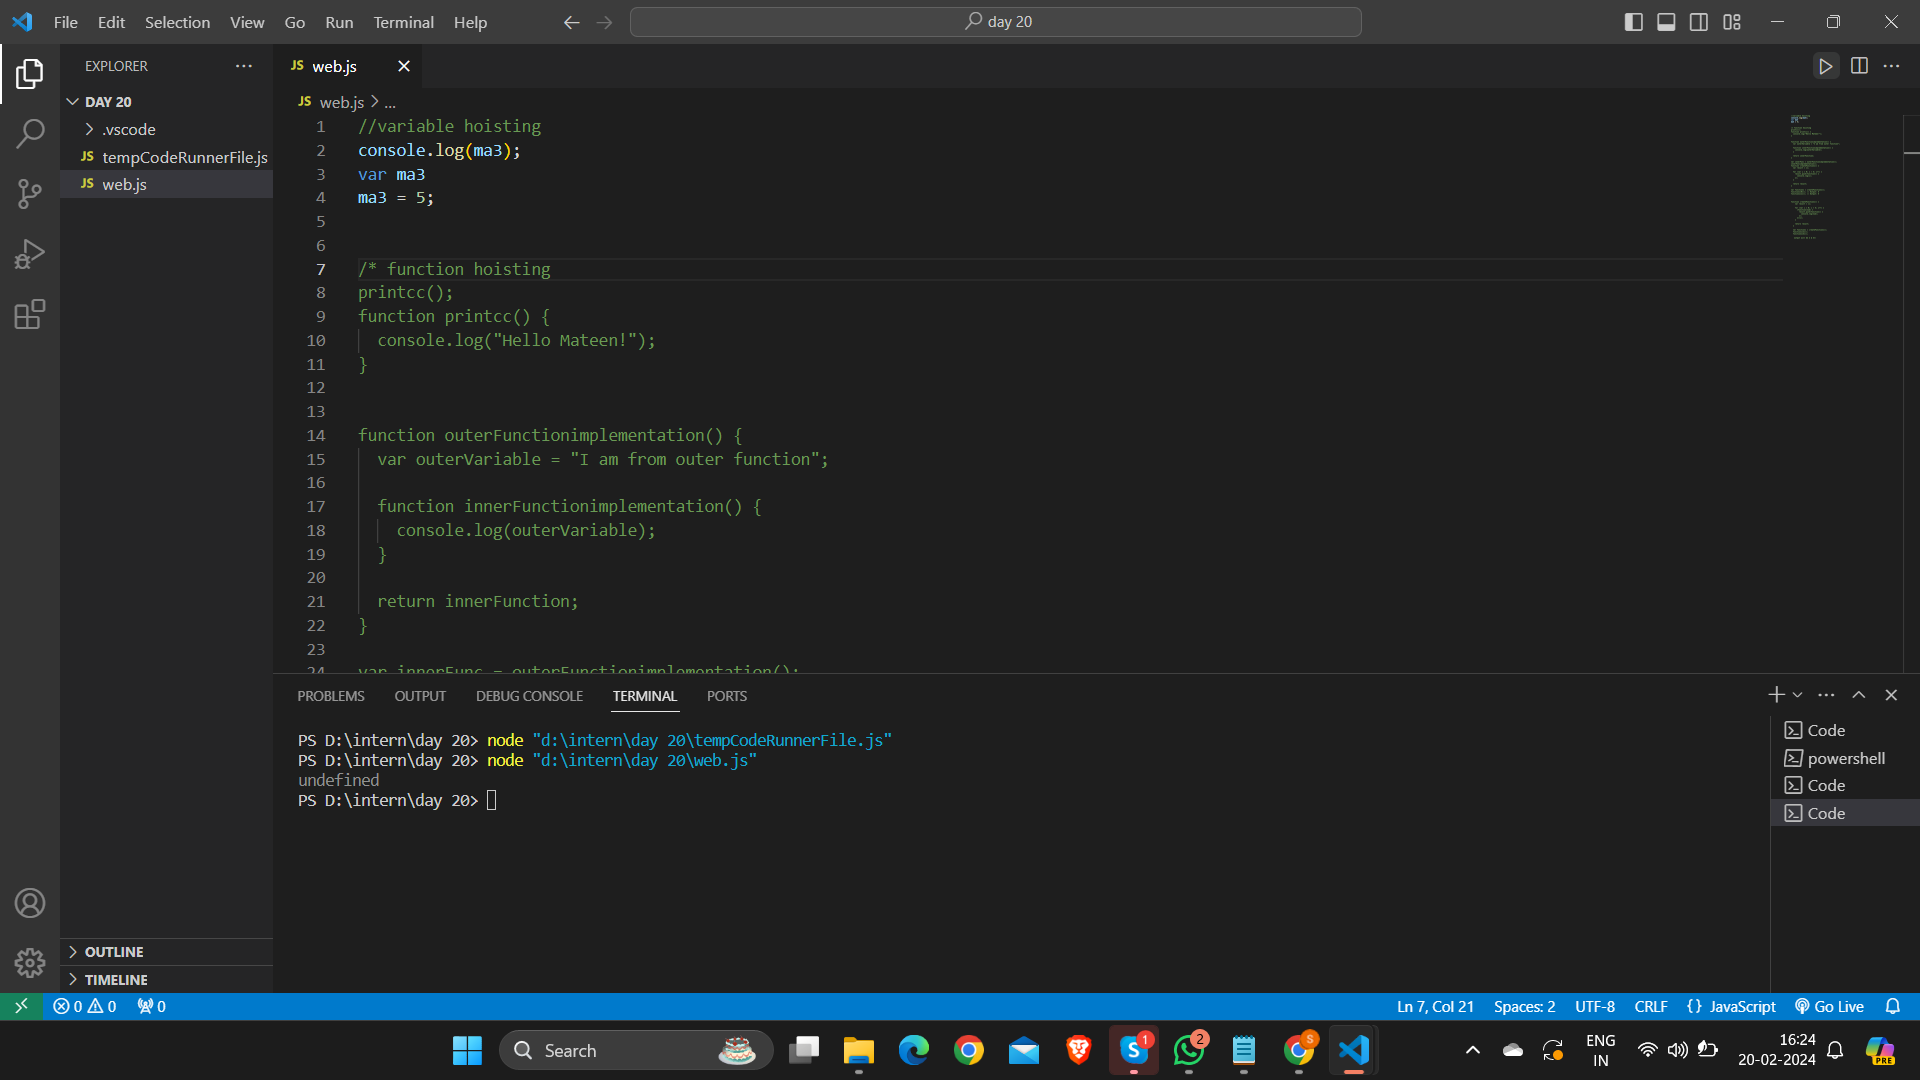 File Edit Selection View Go Run Terminal Help
day 20
EXPLORER
DAY 20
.vscode
JS tempCodeRunnerFile.js
JS web.js
JS web.js
JS web.js > ...
1 //variable hoisting
2 console.log(ma3);
3 var ma3
4 ma3 = 5;
5
6
7 /* function hoisting
8 printcc();
9 function printcc() {
10 console.log("Hello Mateen!");
11 }
12
13
14 function outerFunctionimplementation() {
15 var outerVariable = "I am from outer function";
16
17 function innerFunctionimplementation() {
18 console.log(outerVariable);
19 }
20
21 return innerFunction;
22 }
23
24 var innerFunc = outerFunctionimplementation();
PROBLEMS OUTPUT DEBUG CONSOLE TERMINAL PORTS
PS D:\intern\day 20> node "d:\intern\day 20\tempCodeRunnerFile.js"
PS D:\intern\day 20> node "d:\intern\day 20\web.js"
undefined
PS D:\intern\day 20>
Code
powershell
Code
Code
OUTLINE
TIMELINE
0 0 0
Ln 7, Col 21 Spaces: 2 UTF-8 CRLF {} JavaScript Go Live
Search
S 1
2
S
ENG
IN
16:24
20-02-2024
PRE